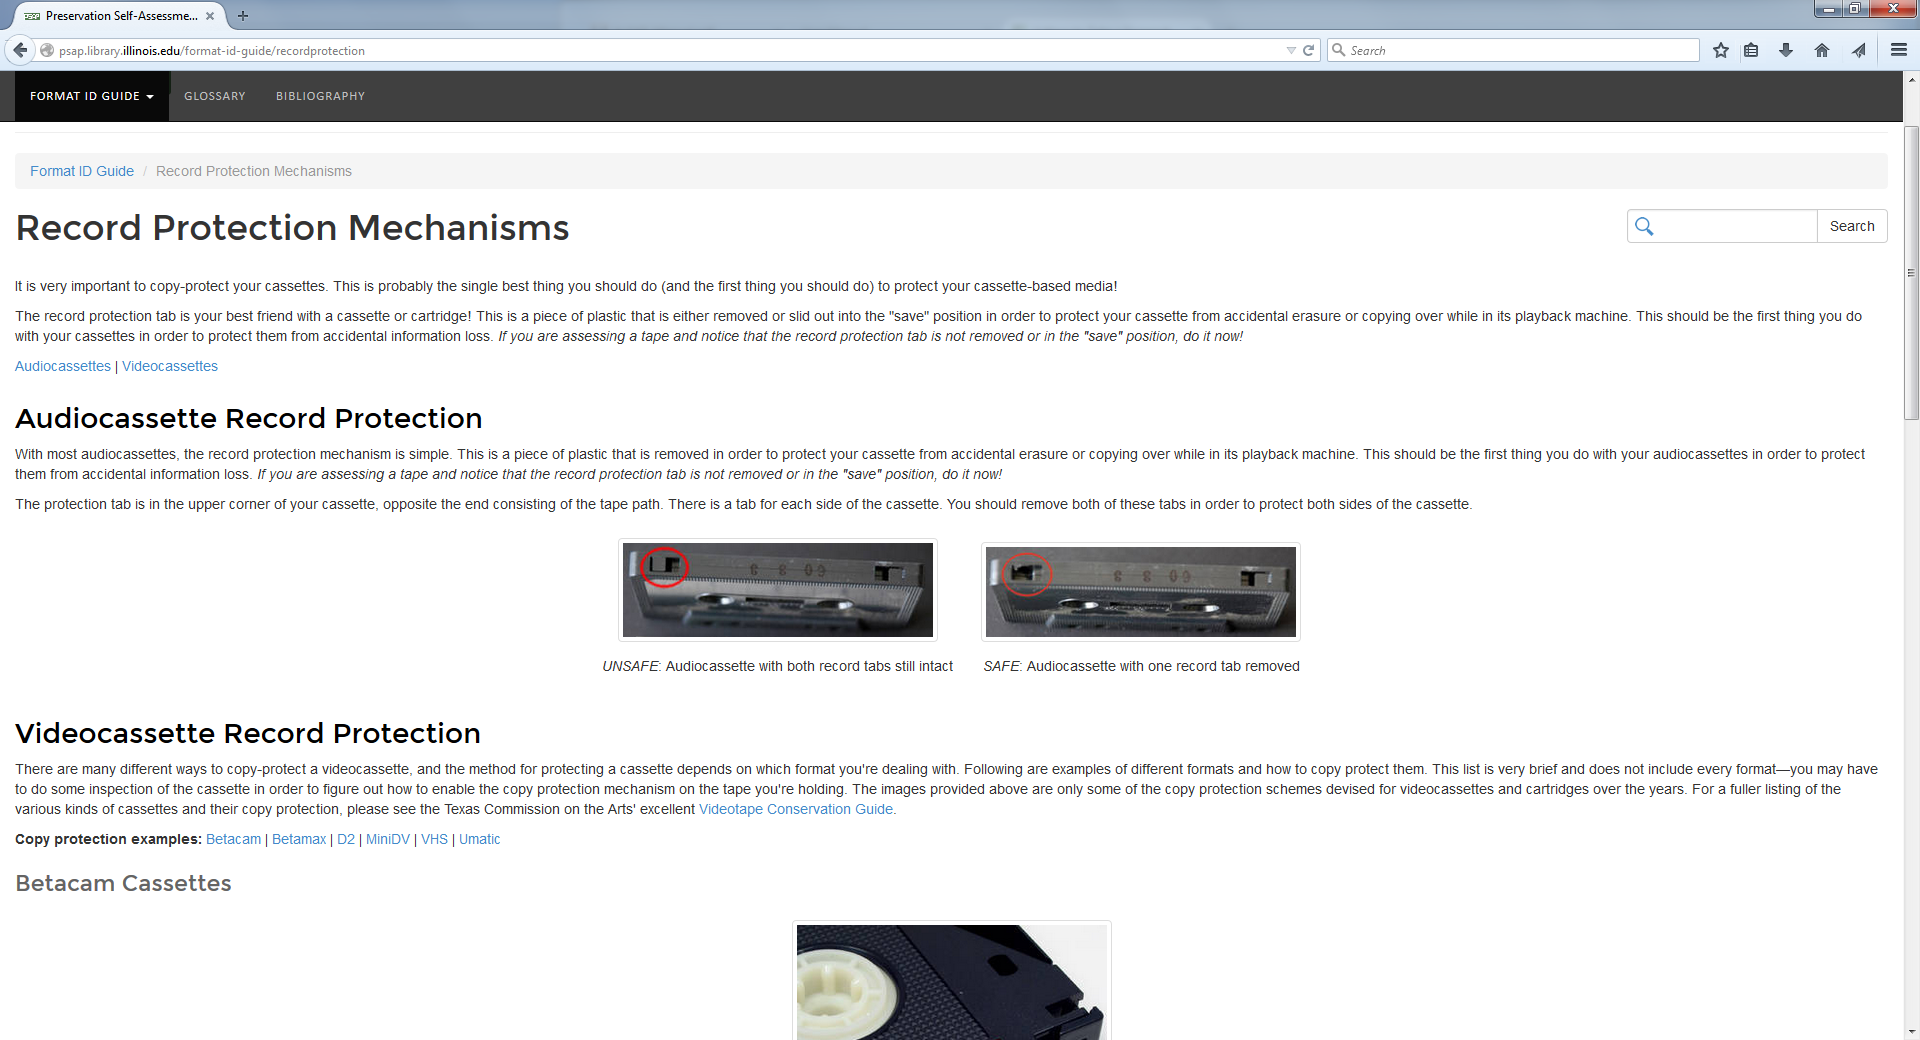 Preservation Self-Assessme...
psap.library.illinois.edu/format-id-guide/recordprotection
Search
FORMAT ID GUIDE
GLOSSARY
BIBLIOGRAPHY
Format ID Guide / Record Protection Mechanisms
Record Protection Mechanisms
Search
It is very important to copy-protect your cassettes. This is probably the single best thing you should do (and the first thing you should do) to protect your cassette-based media!
The record protection tab is your best friend with a cassette or cartridge! This is a piece of plastic that is either removed or slid out into the "save" position in order to protect your cassette from accidental erasure or copying over while in its playback machine. This should be the first thing you do
with your cassettes in order to protect them from accidental information loss. If you are assessing a tape and notice that the record protection tab is not removed or in the "save" position, do it now!
Audiocassettes | Videocassettes
Audiocassette Record Protection
With most audiocassettes, the record protection mechanism is simple. This is a piece of plastic that is removed in order to protect your cassette from accidental erasure or copying over while in its playback machine. This should be the first thing you do with your audiocassettes in order to protect
them from accidental information loss. If you are assessing a tape and notice that the record protection tab is not removed or in the "save" position, do it now!
The protection tab is in the upper corner of your cassette, opposite the end consisting of the tape path. There is a tab for each side of the cassette. You should remove both of these tabs in order to protect both sides of the cassette.
UNSAFE: Audiocassette with both record tabs still intact
SAFE: Audiocassette with one record tab removed
Videocassette Record Protection
There are many different ways to copy-protect a videocassette, and the method for protecting a cassette depends on which format you're dealing with. Following are examples of different formats and how to copy protect them. This list is very brief and does not include every format—you may have
to do some inspection of the cassette in order to figure out how to enable the copy protection mechanism on the tape you're holding. The images provided above are only some of the copy protection schemes devised for videocassettes and cartridges over the years. For a fuller listing of the
various kinds of cassettes and their copy protection, please see the Texas Commission on the Arts' excellent Videotape Conservation Guide.
Copy protection examples: Betacam | Betamax | D2 | MiniDV | VHS | Umatic
Betacam Cassettes